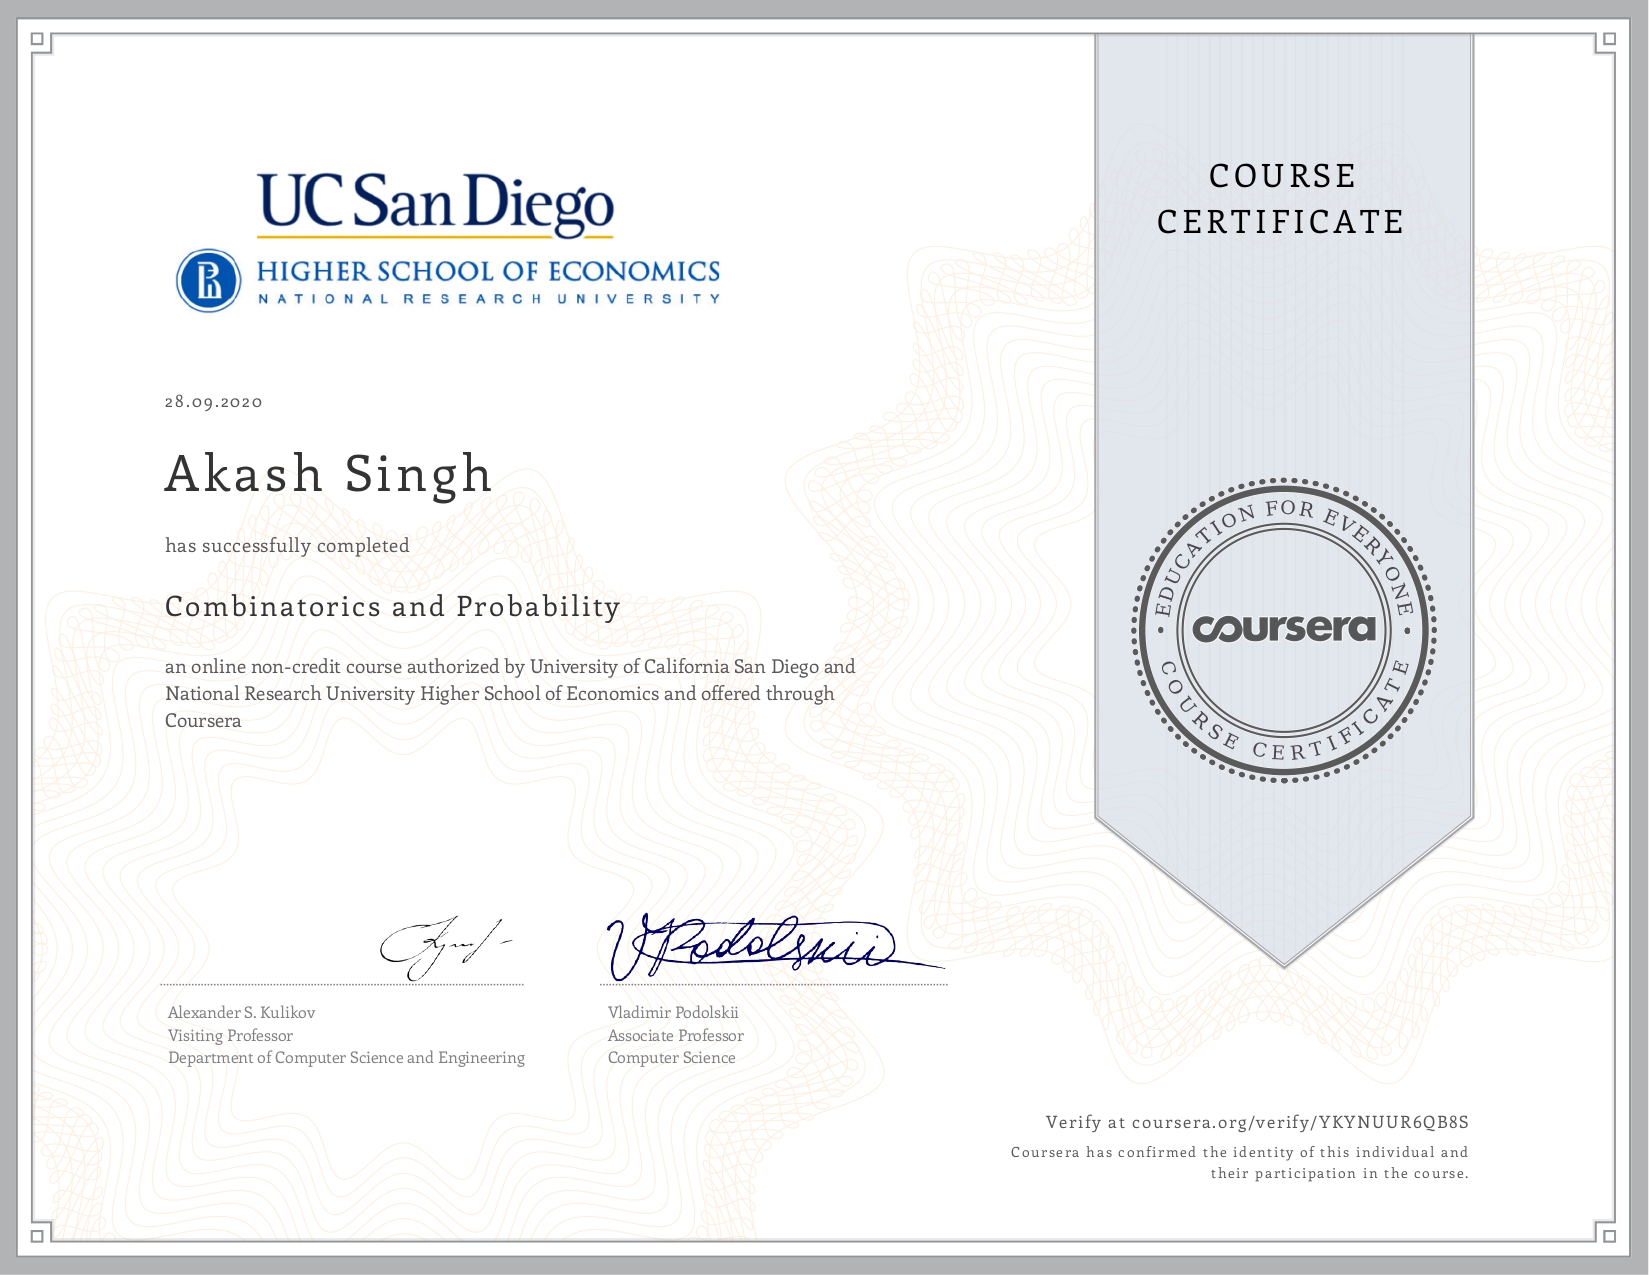 UC San Diego
HIGHER SCHOOL OF ECONOMICS
NATIONAL RESEARCH UNIVERSITY
COURSE
CERTIFICATE
28.09.2020
Akash Singh
has successfully completed
Combinatorics and Probability
an online non-credit course authorized by University of California San Diego and
National Research University Higher School of Economics and offered through
Coursera
EDUCATION FOR EVERYONE
coursera
COURSE CERTIFICATE
VPodolskii
Alexander S. Kulikov
Visiting Professor
Department of Computer Science and Engineering
Vladimir Podolskii
Associate Professor
Computer Science
Verify at coursera.org/verify/YKYNUUR6QB8S
Coursera has confirmed the identity of this individual and
their participation in the course.